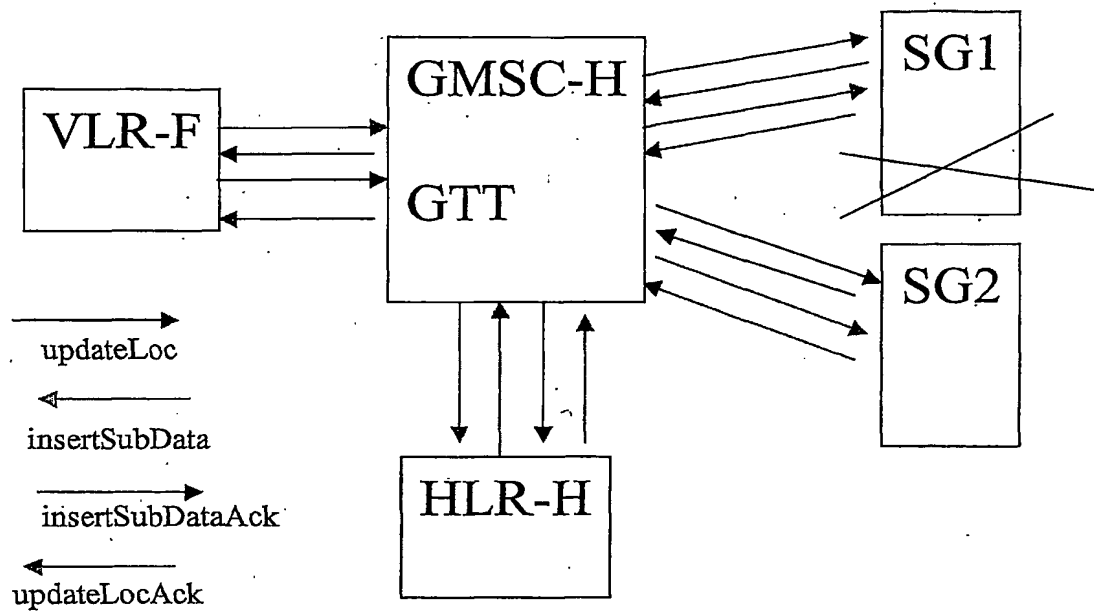 VLR-F
GMSC-H
GTT
SG1
SG2
HLR-H
updateLoc
insertSubData
insertSubDataAck
updateLocAck